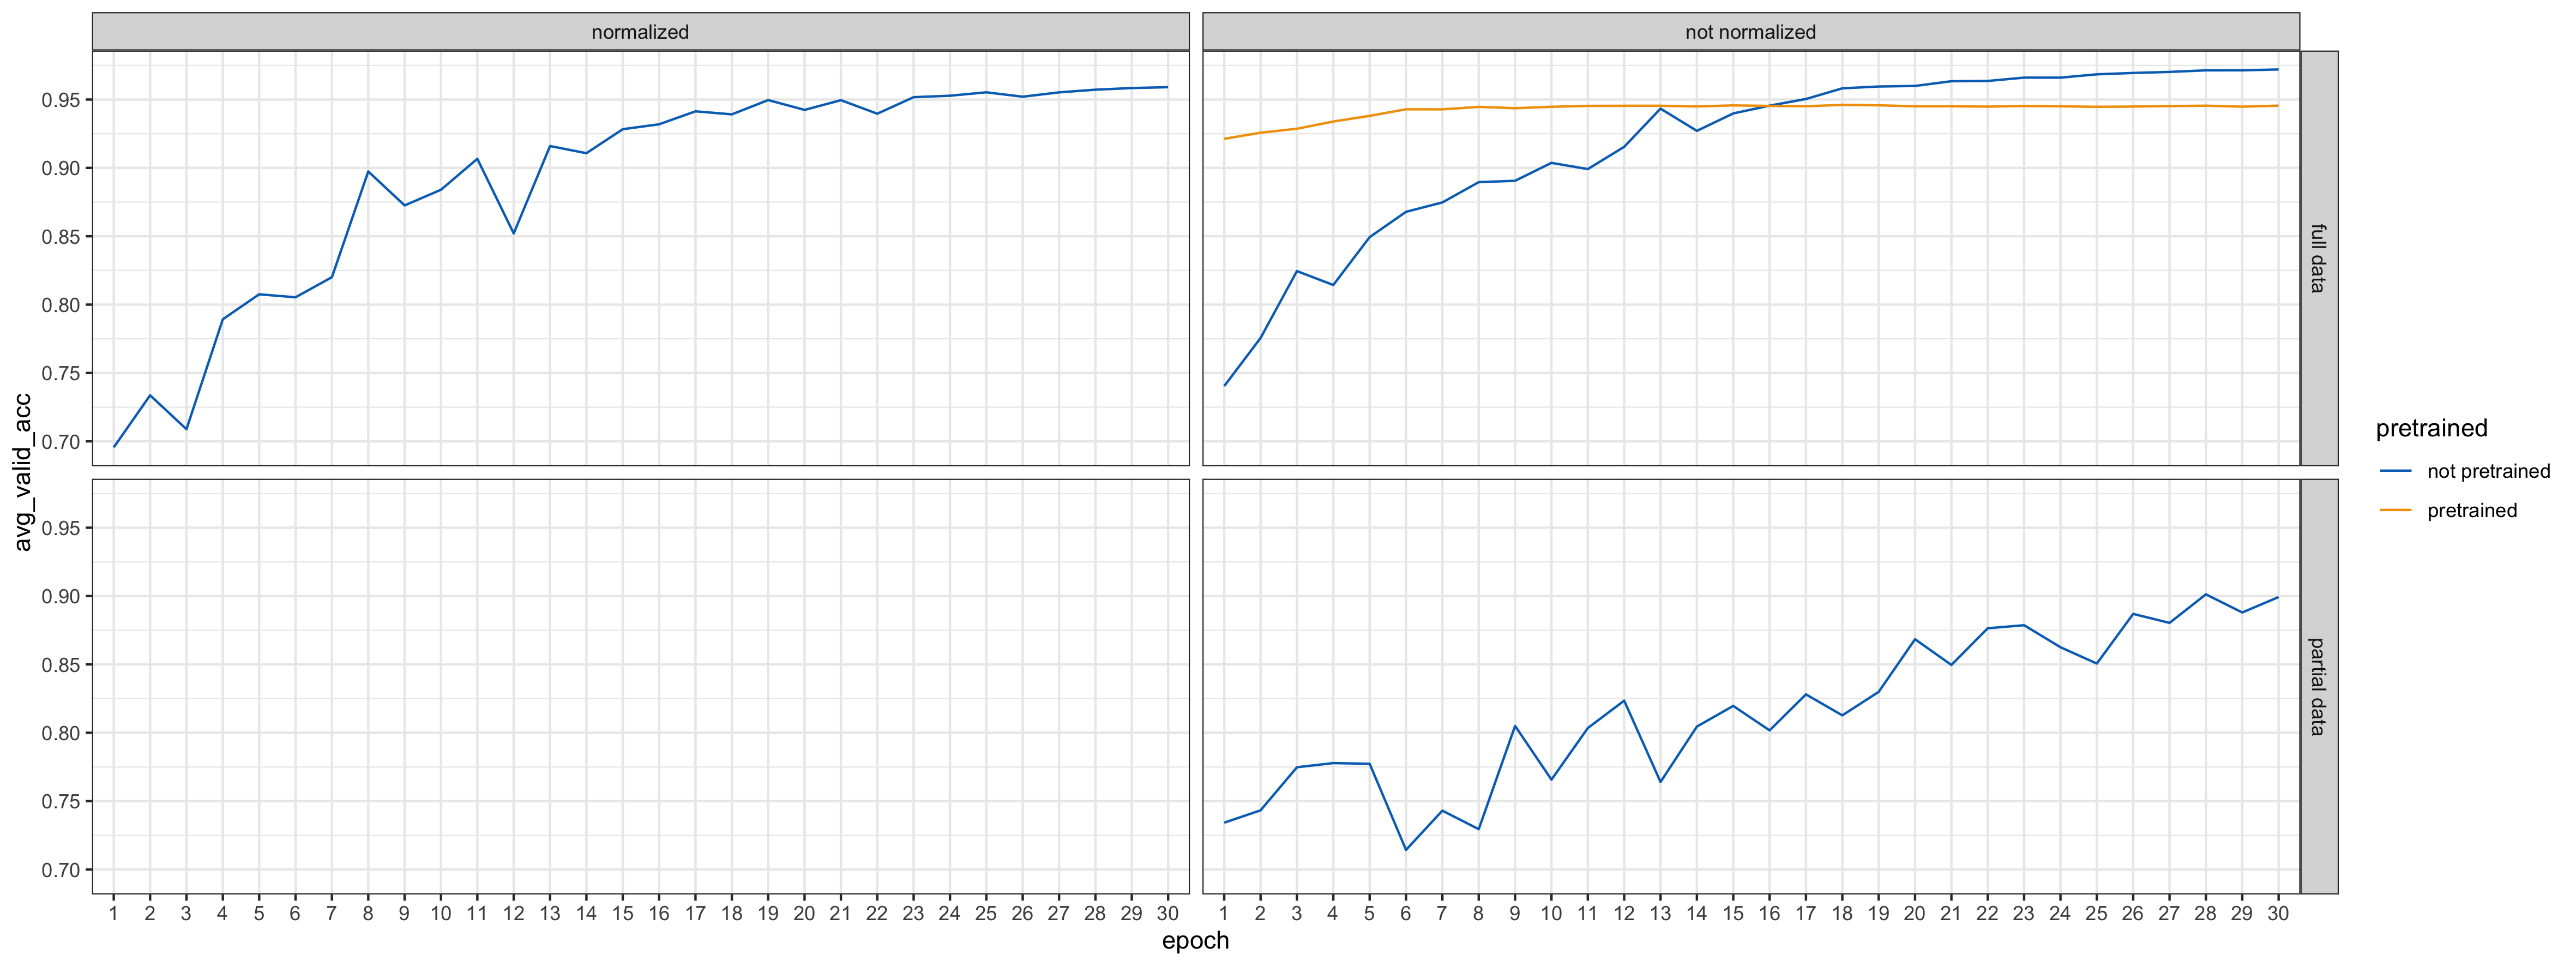 normalized
not normalized
0.95
0.90
0.85
0.80
0.75
0.70
full data
avg_valid_acc
0.95
0.90
0.85
0.80
0.75
0.70
partial data
1 2 3 4 5 6 7 8 9 10 11 12 13 14 15 16 17 18 19 20 21 22 23 24 25 26 27 28 29 30
1 2 3 4 5 6 7 8 9 10 11 12 13 14 15 16 17 18 19 20 21 22 23 24 25 26 27 28 29 30
epoch
pretrained
not pretrained
pretrained